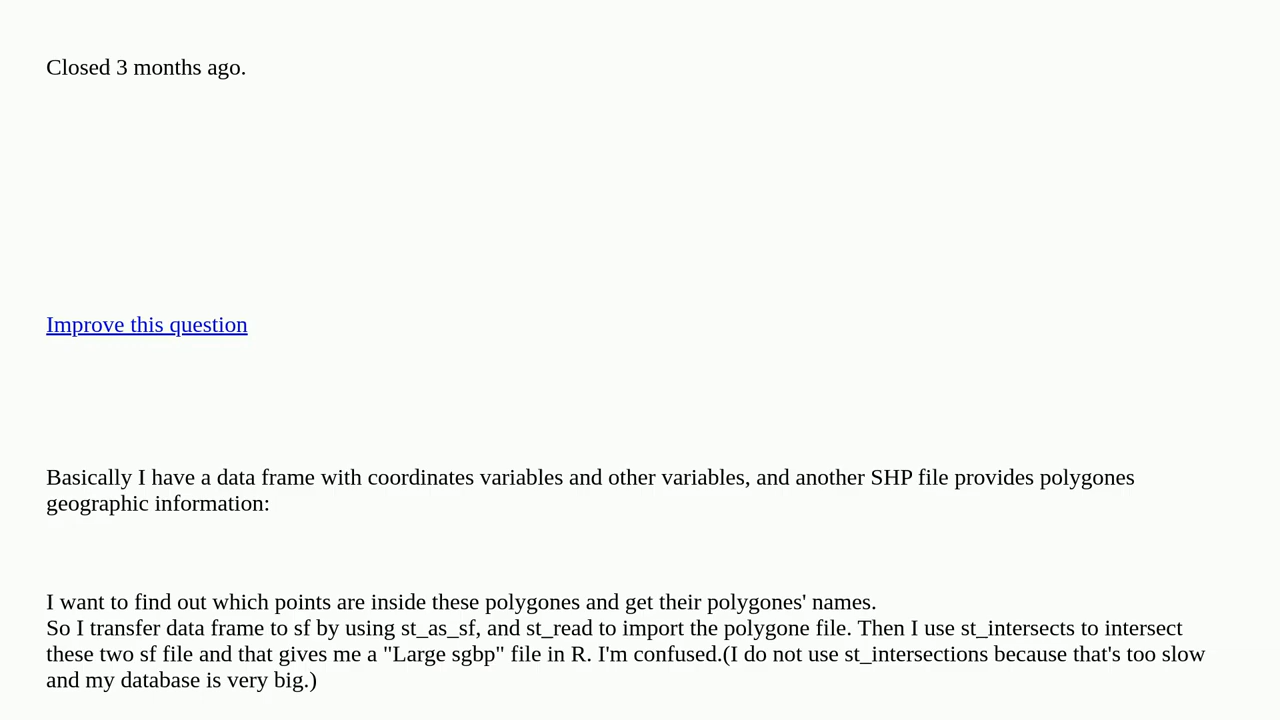 Closed 3 months ago.
Improve this question
Basically I have a data frame with coordinates variables and other variables, and another SHP file provides polygones
geographic information:
I want to find out which points are inside these polygones and get their polygones' names.
So I transfer data frame to sf by using st_as_sf, and st_read to import the polygone file. Then I use st_intersects to intersect
these two sf file and that gives me a "Large sgbp" file in R. I'm confused.(I do not use st_intersections because that's too slow
and my database is very big.)